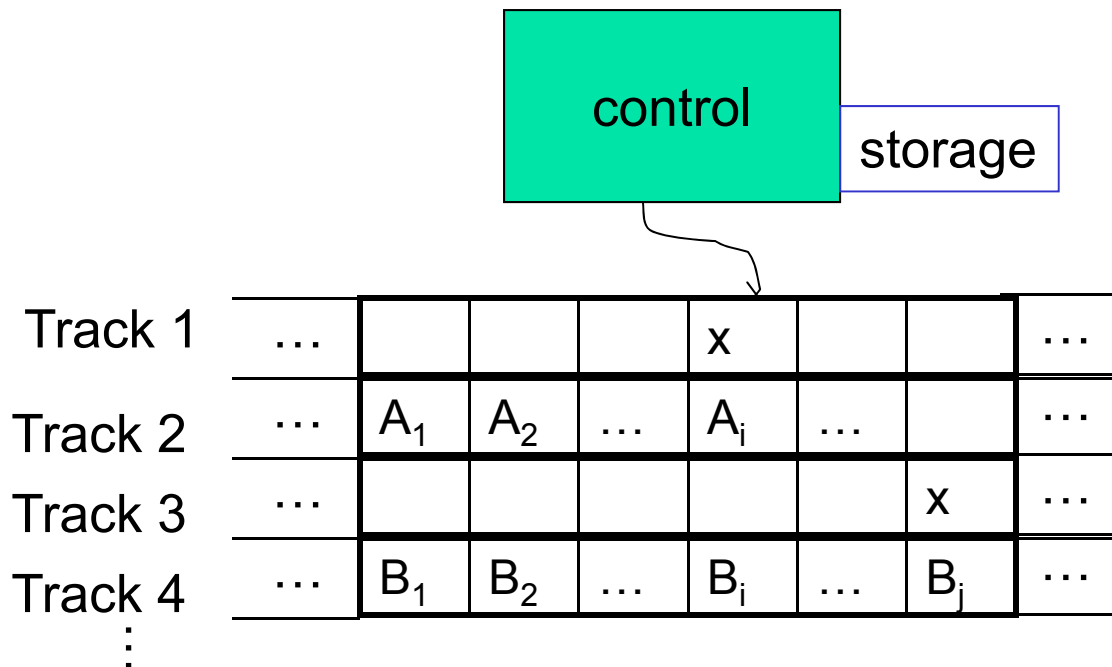 control
storage
Track 1 … x …
Track 2 … A₁ A₂ … Aᵢ … …
Track 3 … x …
Track 4 … B₁ B₂ … Bᵢ … Bⱼ …
⋮